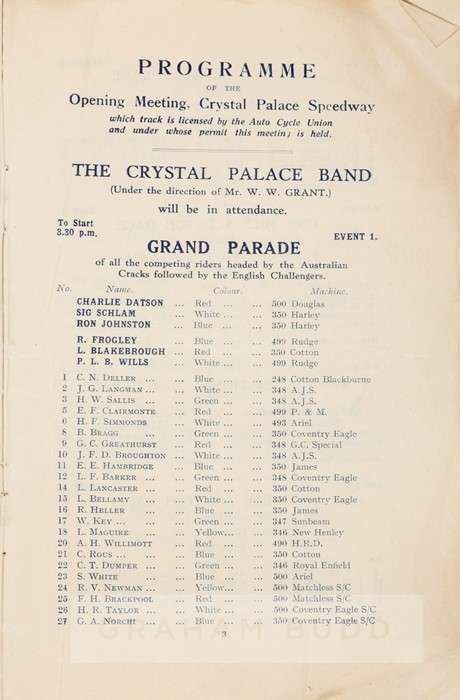 PROGRAMME
OF THE
Opening Meeting, Crystal Palace Speedway
which track is licensed by the Auto Cycle Union
and under whose permit this meeting is held.
THE CRYSTAL PALACE BAND
(Under the direction of Mr. W. W. GRANT.)
will be in attendance.
To Start
3.30 p.m.
EVENT 1.
GRAND PARADE
of all the competing riders headed by the Australian
Cracks followed by the English Challengers.
No. Name. Colour. Machine.
CHARLIE DATSON ... Red ... ... 500 Douglas
SIG SCHLAM ... White ... ... 350 Harley
RON JOHNSTON ... Blue ... ... 350 Harley
R. FROGLEY ... Blue ... ... 499 Rudge
L. BLAKEBROUGH ... Red ... ... 350 Cotton
P. L. B. WILLS ... White ... ... 499 Rudge
1 C. N. DELLER ... ... Blue ... ... 248 Cotton Blackburne
2 J. G. LANGMAN ... ... White ... ... 348 A.J.S.
3 H. W. SALLIS ... ... Green ... ... 348 A.J.S.
5 E. F. CLAIRMONTE ... Red ... ... 499 P. & M.
6 H. F. SIMMONDS ... White ... ... 493 Ariel
8 B. BRAGG ... ... Green ... ... 350 Coventry Eagle
9 G. C. GREATHURST ... Red ... ... 348 G.C. Special
10 J. F. D. BROUGHTON ... White ... ... 348 A.J.S.
11 E. E. HAMBRIDGE ... Blue ... ... 350 James
12 L. F. BARKER ... ... Green ... ... 348 Coventry Eagle
14 L. LANCASTER ... ... Red ... ... 350 Cotton
15 L. BELLAMY ... ... White ... ... 350 Coventry Eagle
16 R. HELLER ... ... Blue ... ... 350 James
17 W. KEY ... ... Green ... ... 347 Sunbeam
18 L. MAGUIRE ... ... Yellow... ... 346 New Henley
20 A. H. WILLIMOTT ... Red ... ... 490 H.R.D.
21 C. ROUS ... ... Blue ... ... 350 Cotton
22 C. T. DUMPER ... ... Green ... ... 346 Royal Enfield
23 S. WHITE ... ... Blue ... ... 500 Ariel
24 R. V. NEWMAN ... ... Yellow... ... 500 Matchless S/C
25 F. H. BRACKPOOL ... Red ... ... 500 Matchless S/C
26 H. R. TAYLOR ... ... White ... ... 500 Coventry Eagle S/C
27 G. A. NORCHI ... ... Blue ... ... 350 Coventry Eagle S/C
GRAHAM BUDD
3